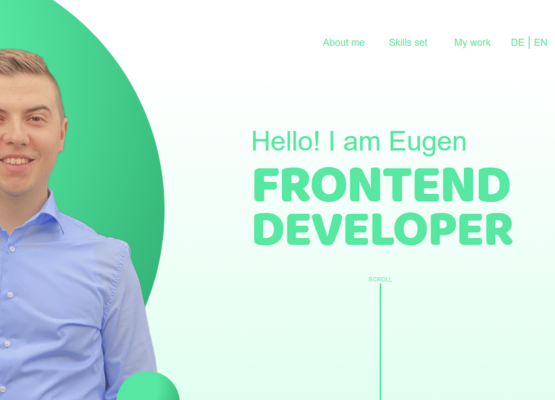 About me Skills set My work DE | EN
Hello! I am Eugen
FRONTEND
DEVELOPER
SCROLL